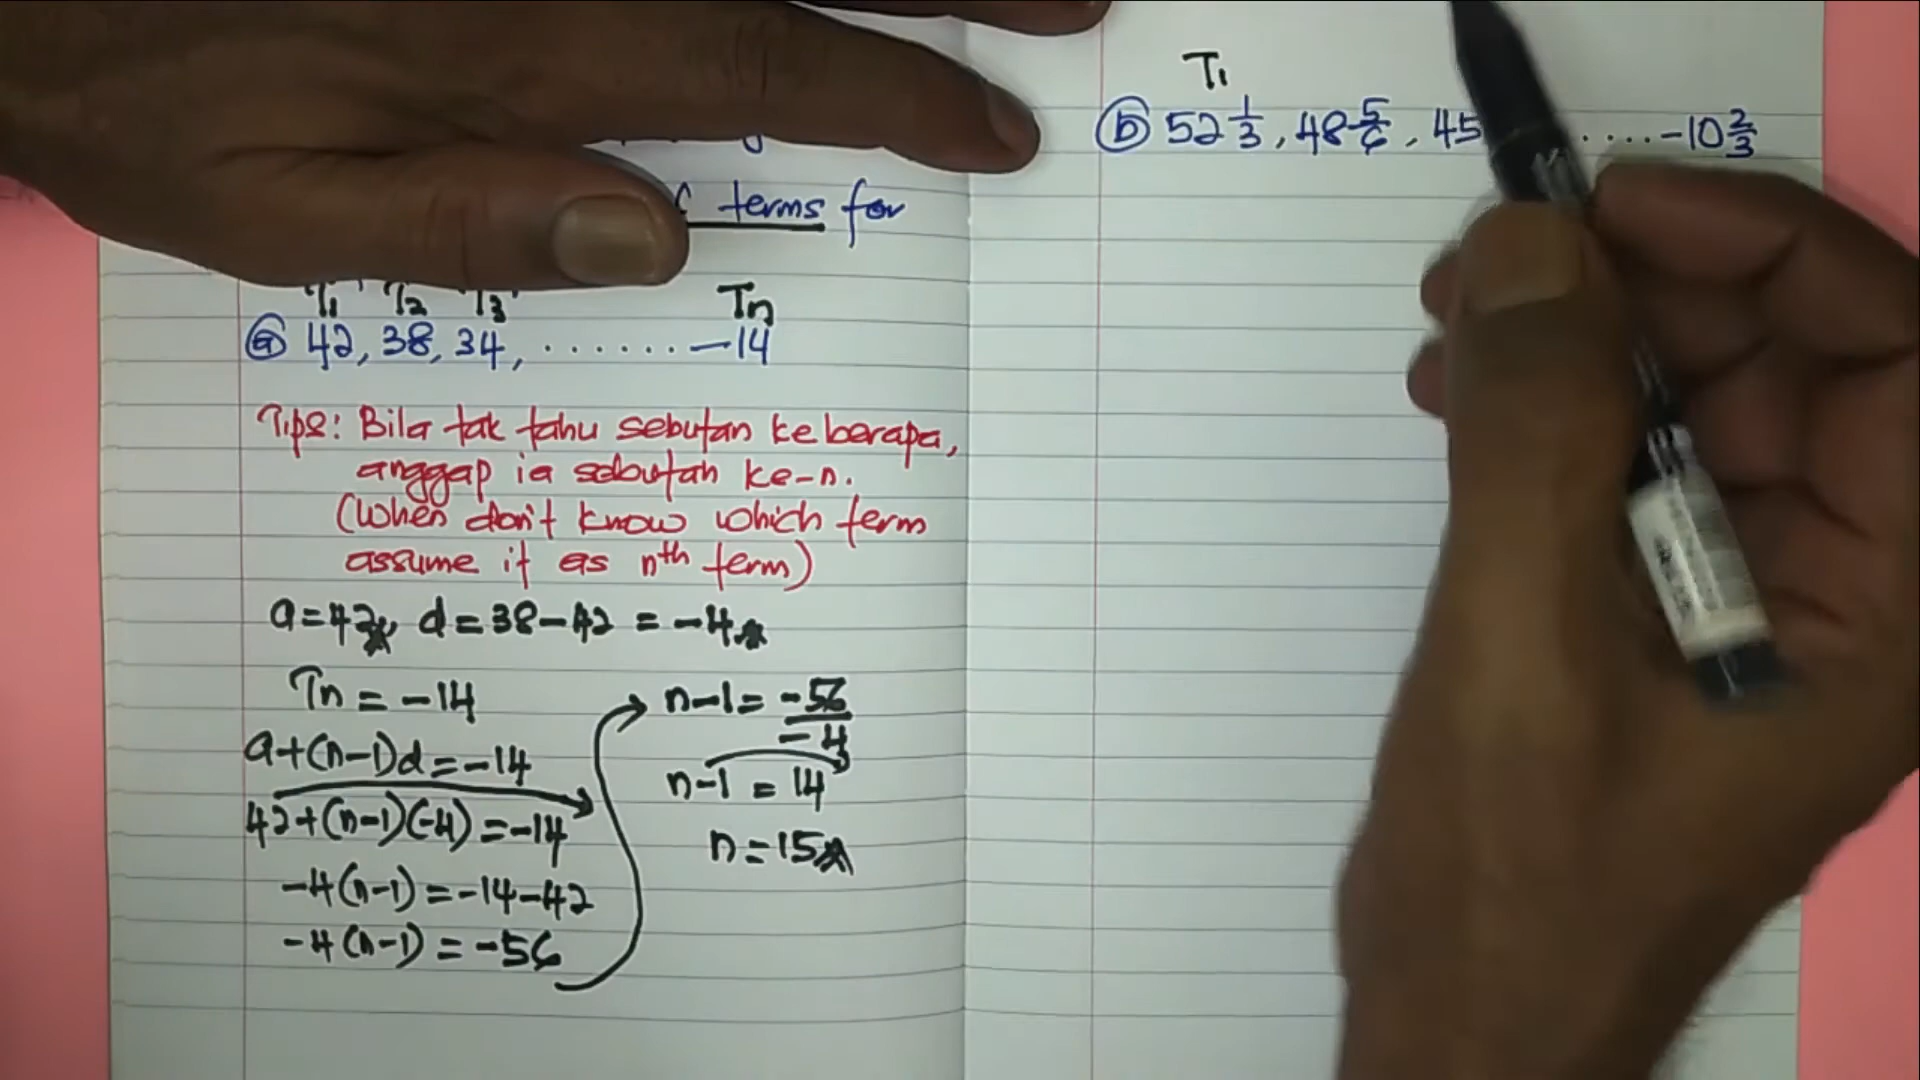 terms for
T1 T2 T3 Tn
(a) 42, 38, 34, ....... -14
Tips: Bila tak tahu sebutan keberapa,
anggap ia sebutan ke-n.
(When don't know which term
assume it as nth term)
a = 42, d = 38 - 42 = -4
Tn = -14
a+(n-1)d = -14
42+(n-1)(-4) = -14
-4(n-1) = -14-42
-4(n-1) = -56
n-1 = -56/-4
n-1 = 14
n = 15
T1
(b) 52 1/3, 48 5/6, 45 ..... -10 2/3